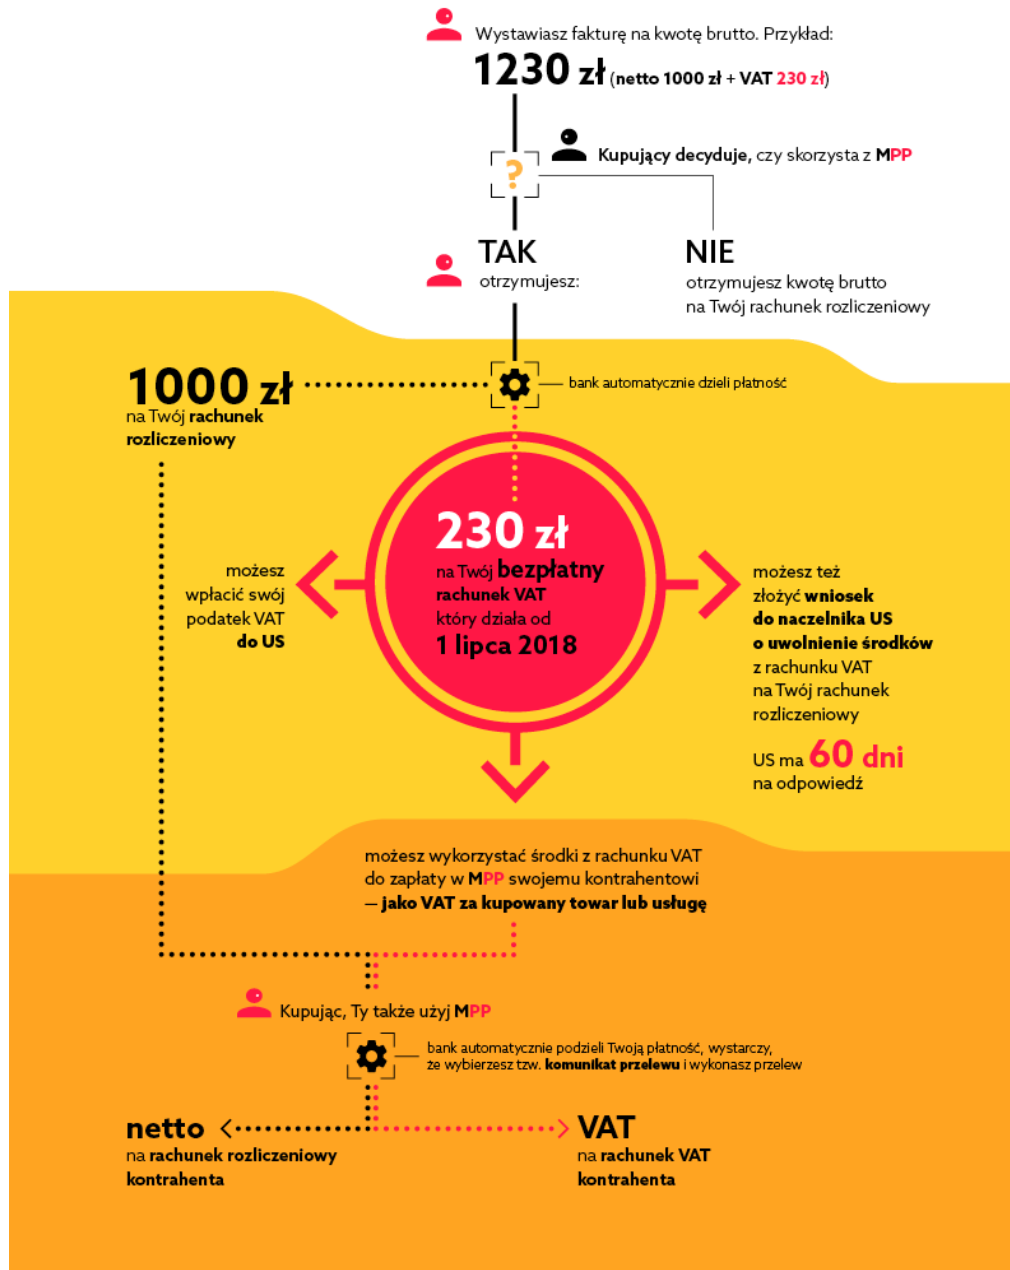 Wystawiasz fakturę na kwotę brutto. Przykład:
1230 zł (netto 1000 zł + VAT 230 zł)
Kupujący decyduje, czy skorzysta z MPP
?
TAK
otrzymujesz:
NIE
otrzymujesz kwotę brutto
na Twój rachunek rozliczeniowy
1000 zł
na Twój rachunek
rozliczeniowy
bank automatycznie dzieli płatność
230 zł
na Twój bezpłatny
rachunek VAT
który działa od
1 lipca 2018
możesz
wpłacić swój
podatek VAT
do US
możesz też
złożyć wniosek
do naczelnika US
o uwolnienie środków
z rachunku VAT
na Twój rachunek
rozliczeniowy
US ma 60 dni
na odpowiedź
możesz wykorzystać środki z rachunku VAT
do zapłaty w MPP swojemu kontrahentowi
— jako VAT za kupowany towar lub usługę
Kupując, Ty także użyj MPP
bank automatycznie podzieli Twoją płatność, wystarczy,
że wybierzesz tzw. komunikat przelewu i wykonasz przelew
netto
na rachunek rozliczeniowy
kontrahenta
VAT
na rachunek VAT
kontrahenta